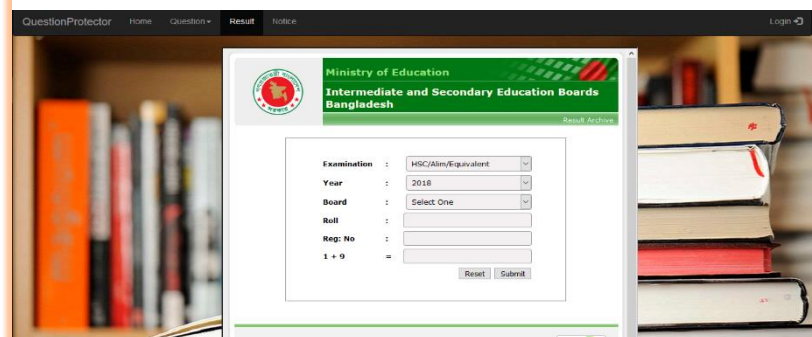 QuestionProtector Home Question Result Notice Login
Ministry of Education
Intermediate and Secondary Education Boards
Bangladesh
Result Archive
Examination : HSC/Alim/Equivalent
Year : 2018
Board : Select One
Roll :
Reg: No :
1 + 9 =
Reset Submit